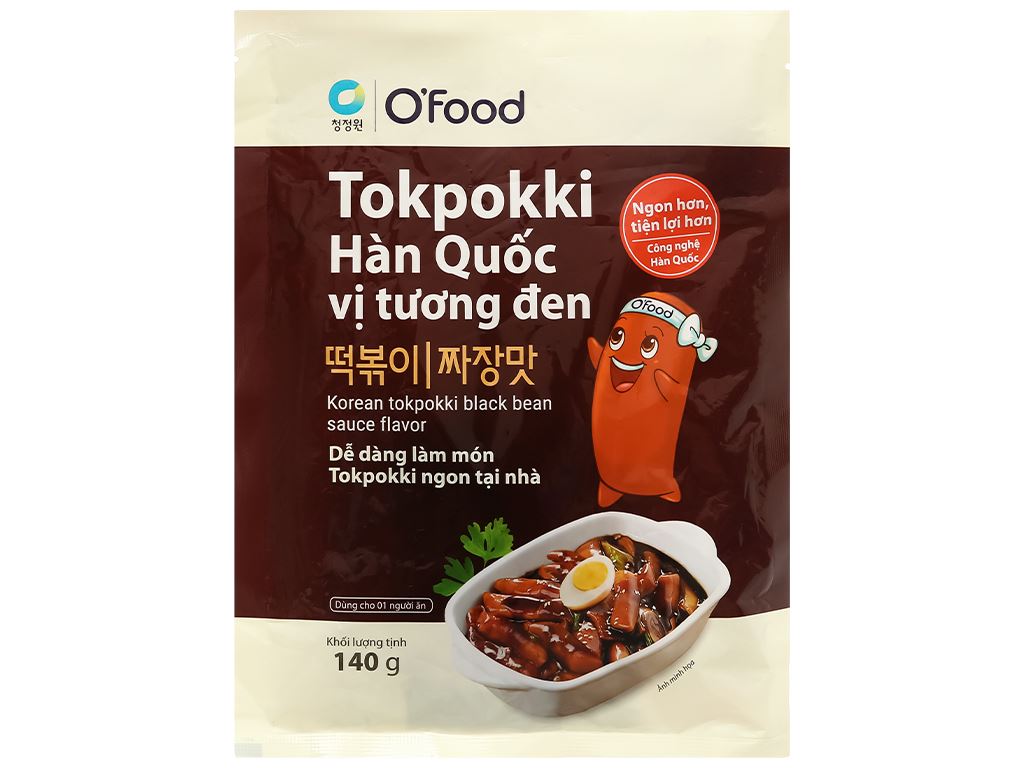 청정원
O'Food
Tokpokki
Hàn Quốc
vị tương đen
떡볶이|짜장맛
Korean tokpokki black bean
sauce flavor
Dễ dàng làm món
Tokpokki ngon tại nhà
Ngon hơn,
tiện lợi hơn
Công nghệ
Hàn Quốc
O'Food
Dùng cho 01 người ăn
Khối lượng tịnh
140 g
Ảnh minh họa